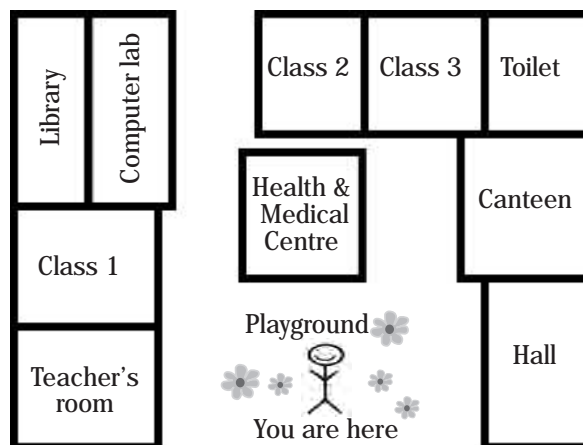 Library
Computer lab
Class 2
Class 3
Toilet
Health &
Medical
Centre
Canteen
Class 1
Playground
Teacher's
room
Hall
You are here